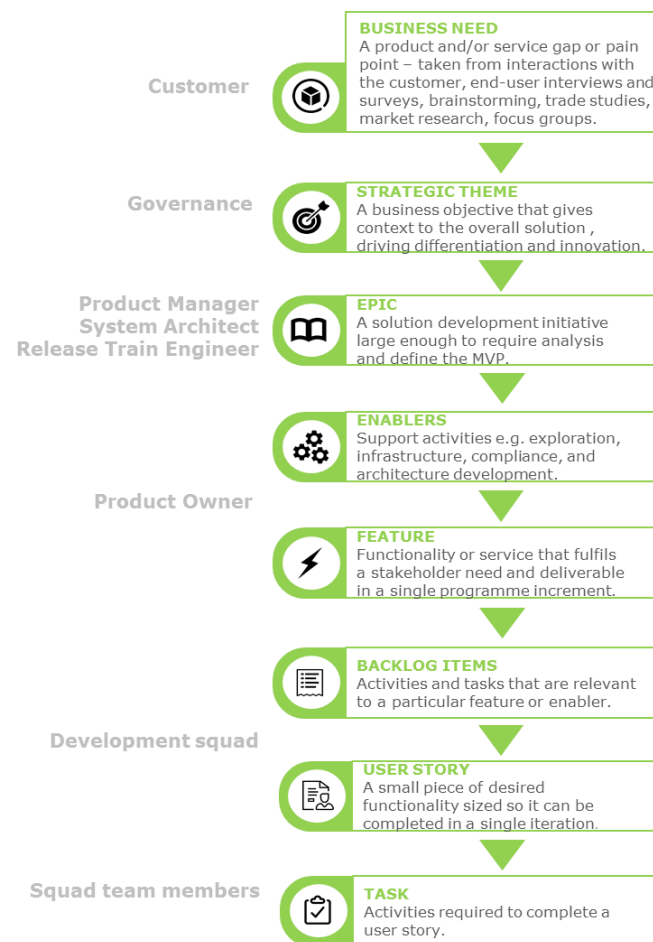 BUSINESS NEED
A product and/or service gap or pain
point – taken from interactions with
the customer, end-user interviews and
surveys, brainstorming, trade studies,
market research, focus groups.
Customer
STRATEGIC THEME
A business objective that gives
context to the overall solution ,
driving differentiation and innovation.
Governance
EPIC
A solution development initiative
large enough to require analysis
and define the MVP.
Product Manager
System Architect
Release Train Engineer
ENABLERS
Support activities e.g. exploration,
infrastructure, compliance, and
architecture development.
Product Owner
FEATURE
Functionality or service that fulfils
a stakeholder need and deliverable
in a single programme increment.
BACKLOG ITEMS
Activities and tasks that are relevant
to a particular feature or enabler.
Development squad
USER STORY
A small piece of desired
functionality sized so it can be
completed in a single iteration.
Squad team members
TASK
Activities required to complete a
user story.